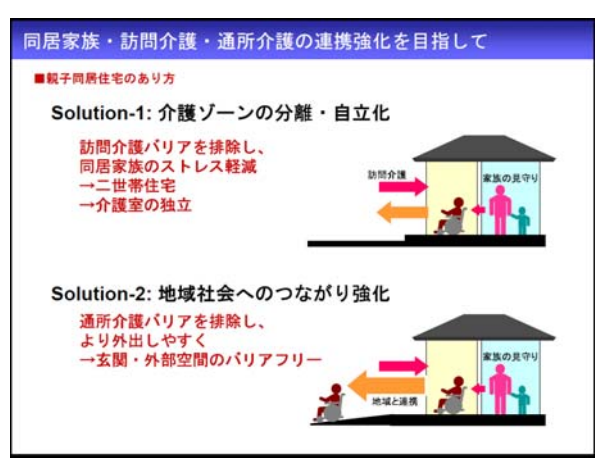 同居家族・訪問介護・通所介護の連携強化を目指して
■親子同居住宅のあり方
Solution-1: 介護ゾーンの分離・自立化
訪問介護バリアを排除し、
同居家族のストレス軽減
→二世帯住宅
→介護室の独立
訪問介護
家族の見守り
Solution-2: 地域社会へのつながり強化
通所介護バリアを排除し、
より外出しやすく
→玄関・外部空間のバリアフリー
家族の見守り
地域と連携